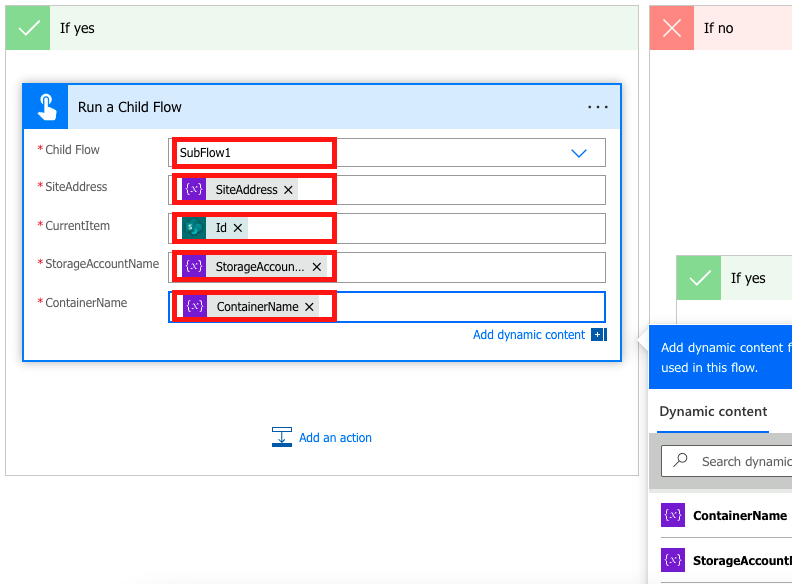 If yes
If no
Run a Child Flow
* Child Flow
SubFlow1
* SiteAddress
{x} SiteAddress ×
* CurrentItem
Id ×
* StorageAccountName
{x} StorageAccoun... ×
* ContainerName
{x} ContainerName ×
Add dynamic content
Add an action
If yes
Add dynamic content f
used in this flow.
Dynamic content
Search dynamic
{x} ContainerName
{x} StorageAccount